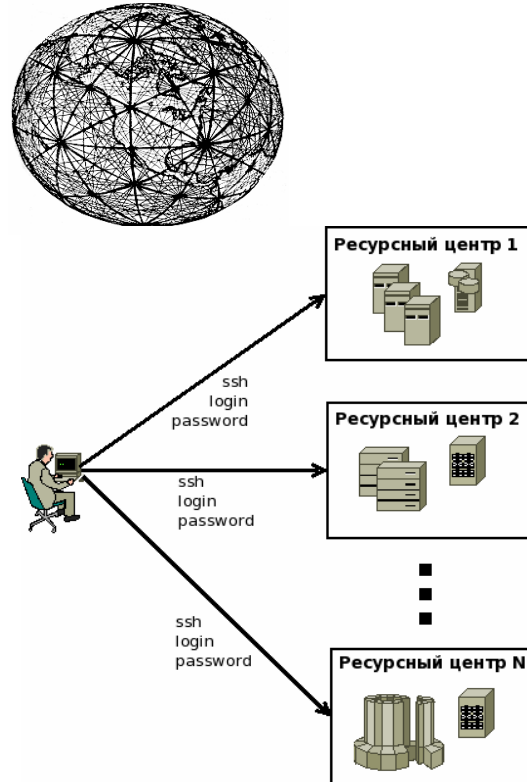 Ресурсный центр 1
ssh
login
password
Ресурсный центр 2
ssh
login
password
ssh
login
password
Ресурсный центр N